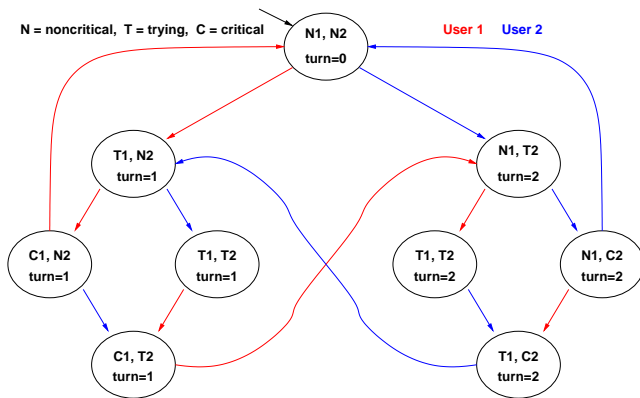 N = noncritical, T = trying, C = critical
User 1 User 2
N1, N2
turn=0
T1, N2
turn=1
N1, T2
turn=2
C1, N2
turn=1
T1, T2
turn=1
T1, T2
turn=2
N1, C2
turn=2
C1, T2
turn=1
T1, C2
turn=2